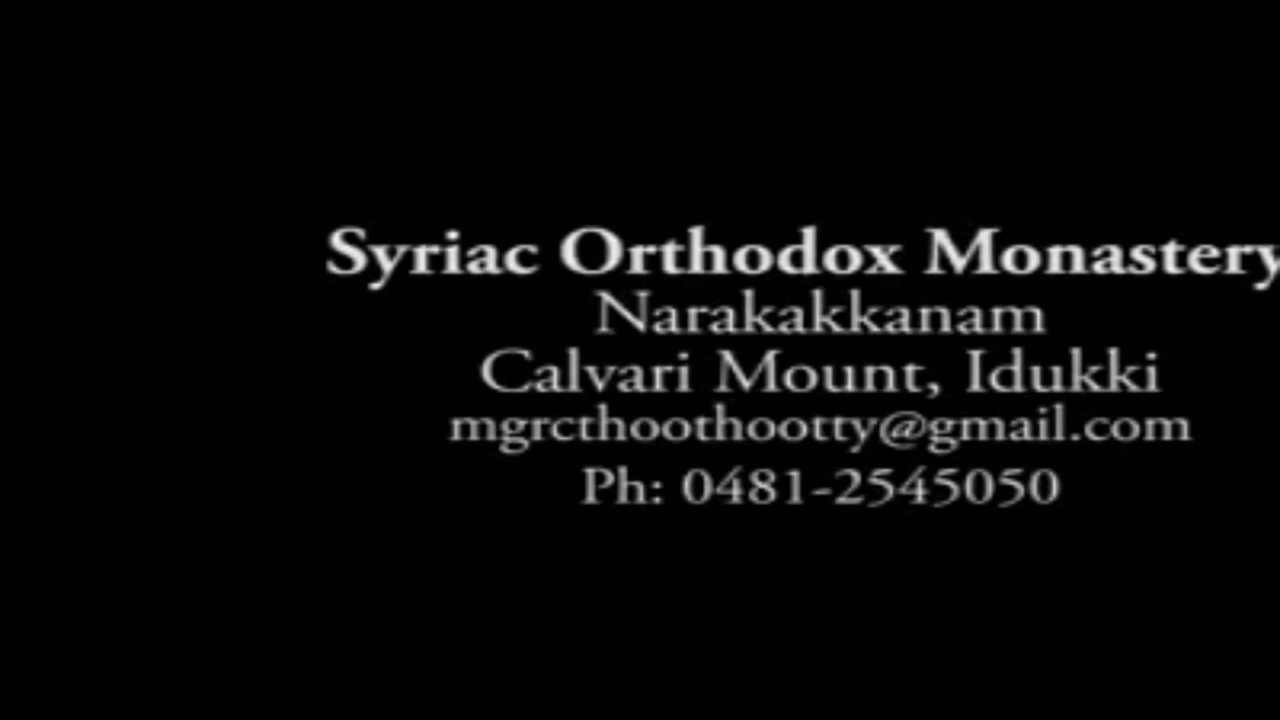 Syriac Orthodox Monastery
Narakakkanam
Calvari Mount, Idukki
mgrcthoothootty@gmail.com
Ph: 0481-2545050